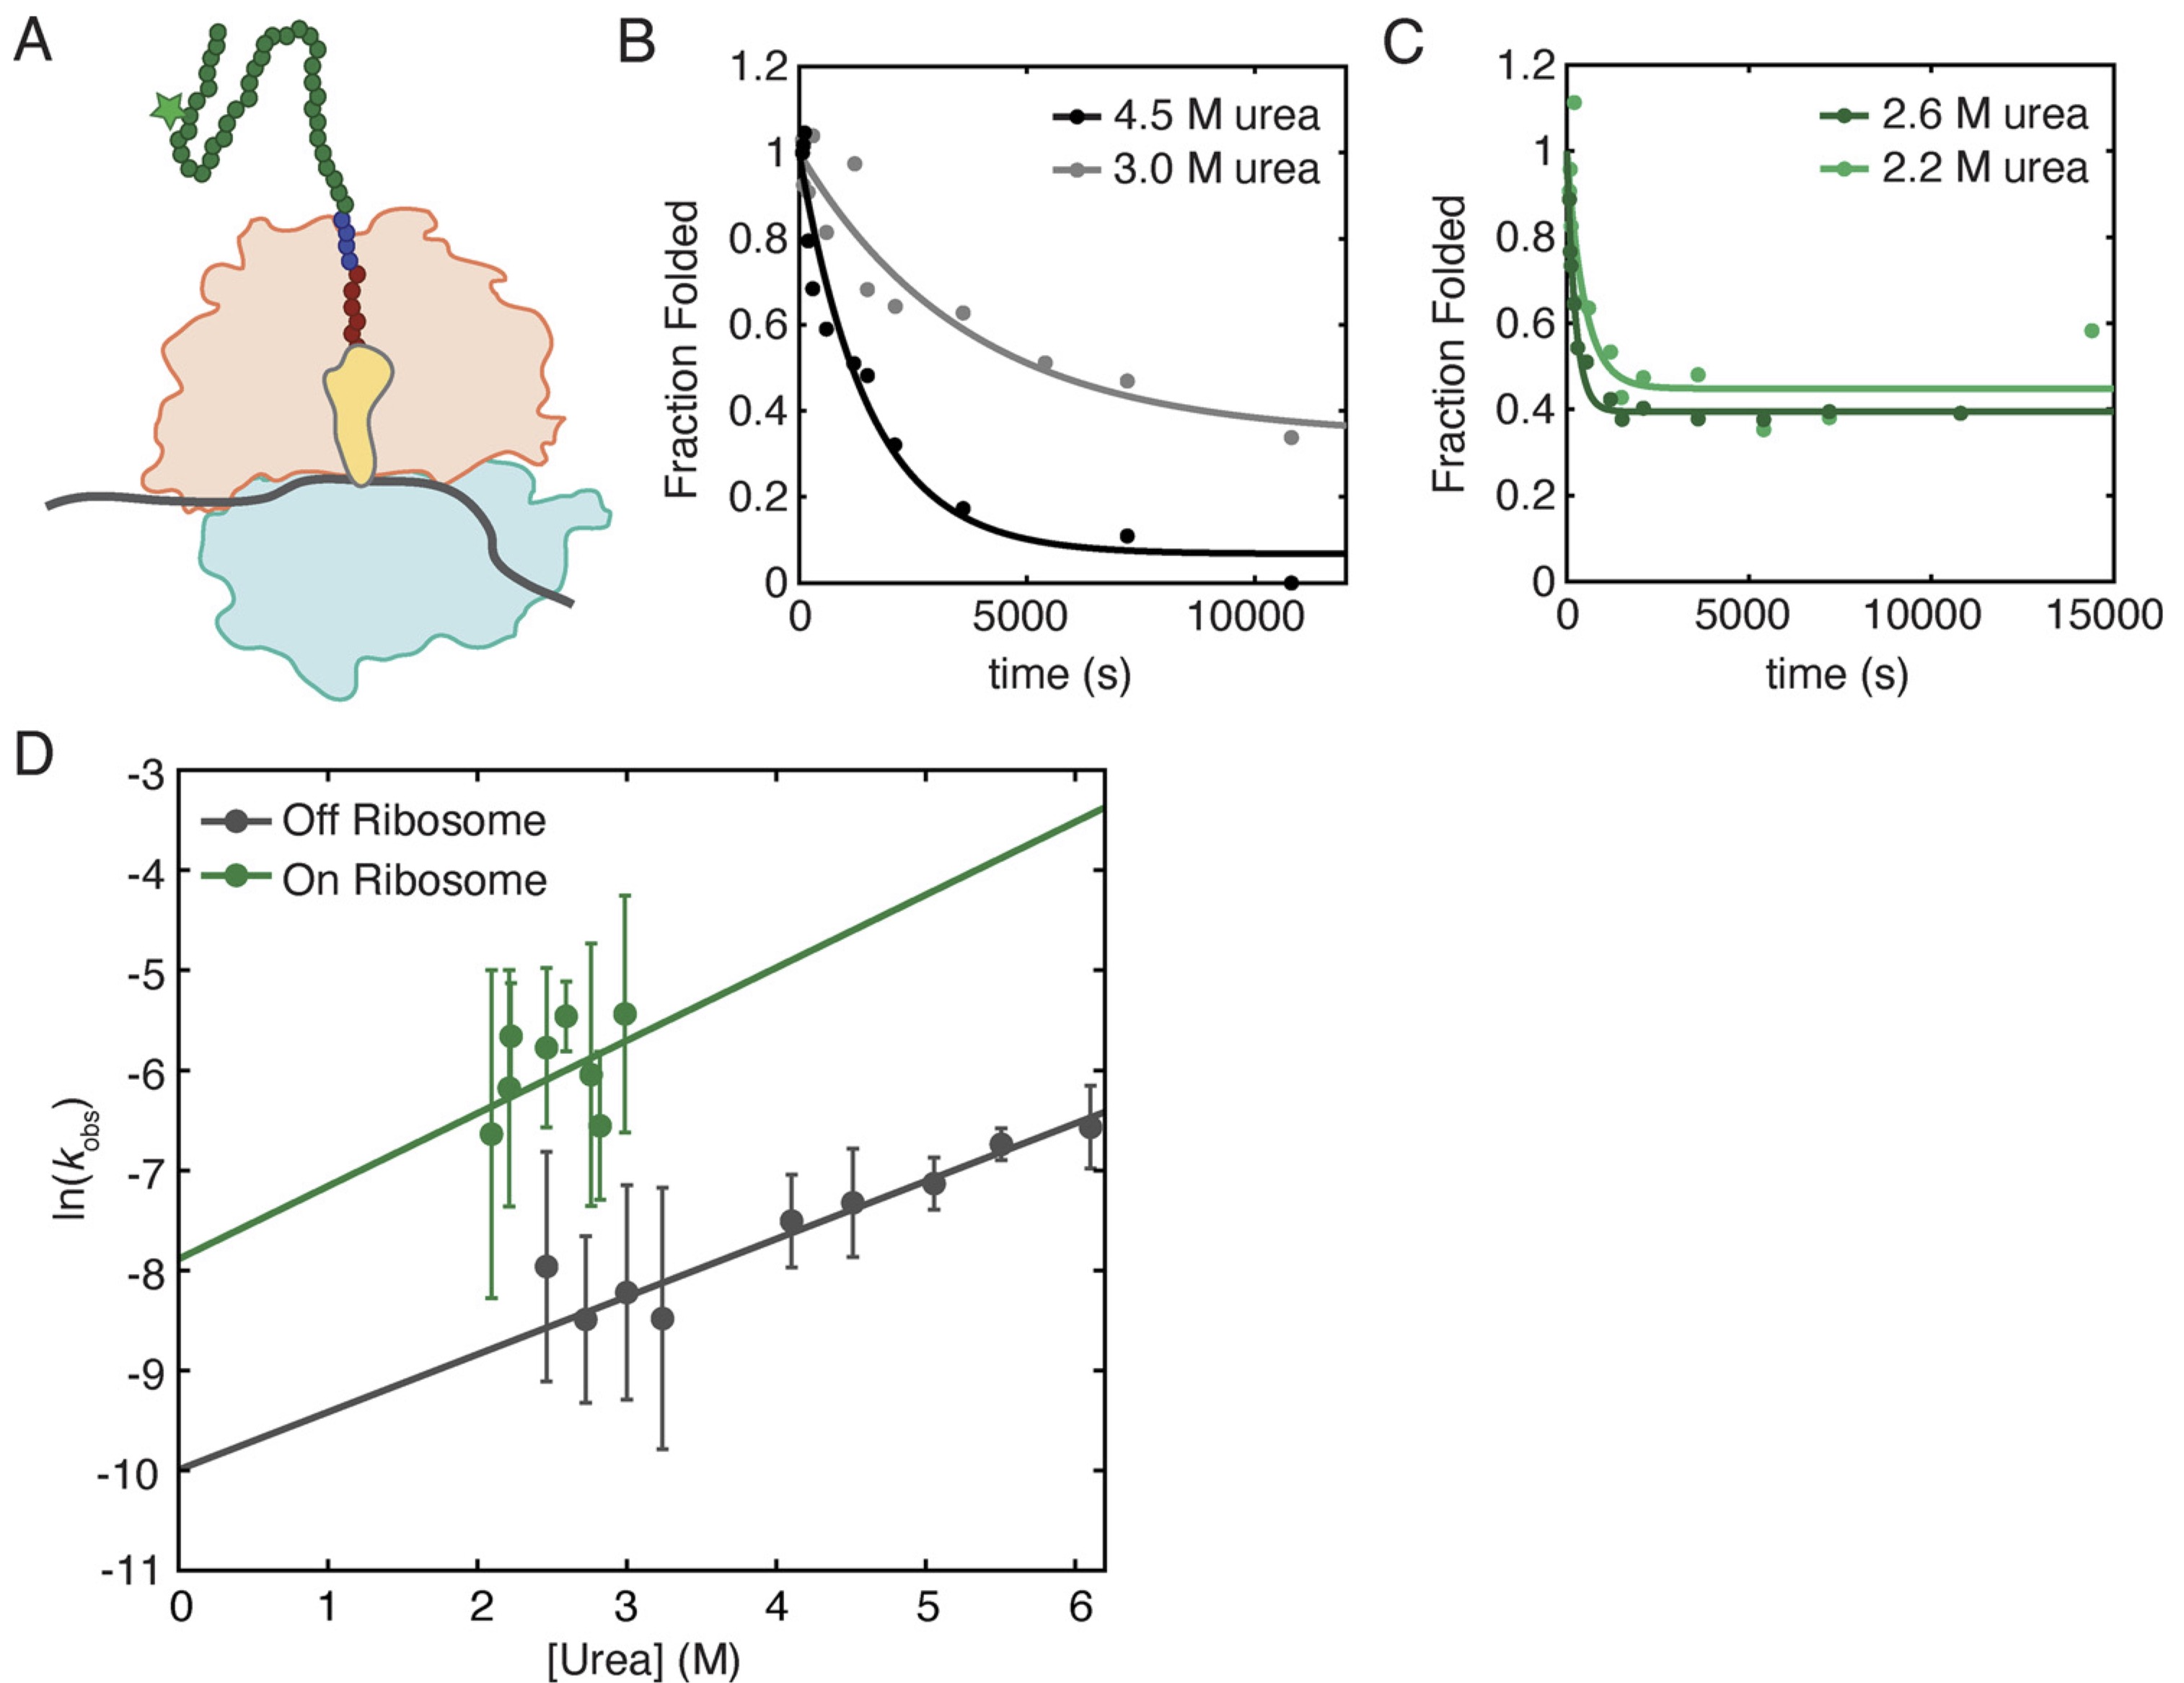 A
B
1.2
1
0.8
0.6
0.4
0.2
0
Fraction Folded
4.5 M urea
3.0 M urea
0 5000 10000
time (s)
C
1.2
1
0.8
0.6
0.4
0.2
0
Fraction Folded
2.6 M urea
2.2 M urea
0 5000 10000 15000
time (s)
D
-3
-4
-5
-6
-7
-8
-9
-10
-11
ln(kobs)
Off Ribosome
On Ribosome
0 1 2 3 4 5 6
[Urea] (M)